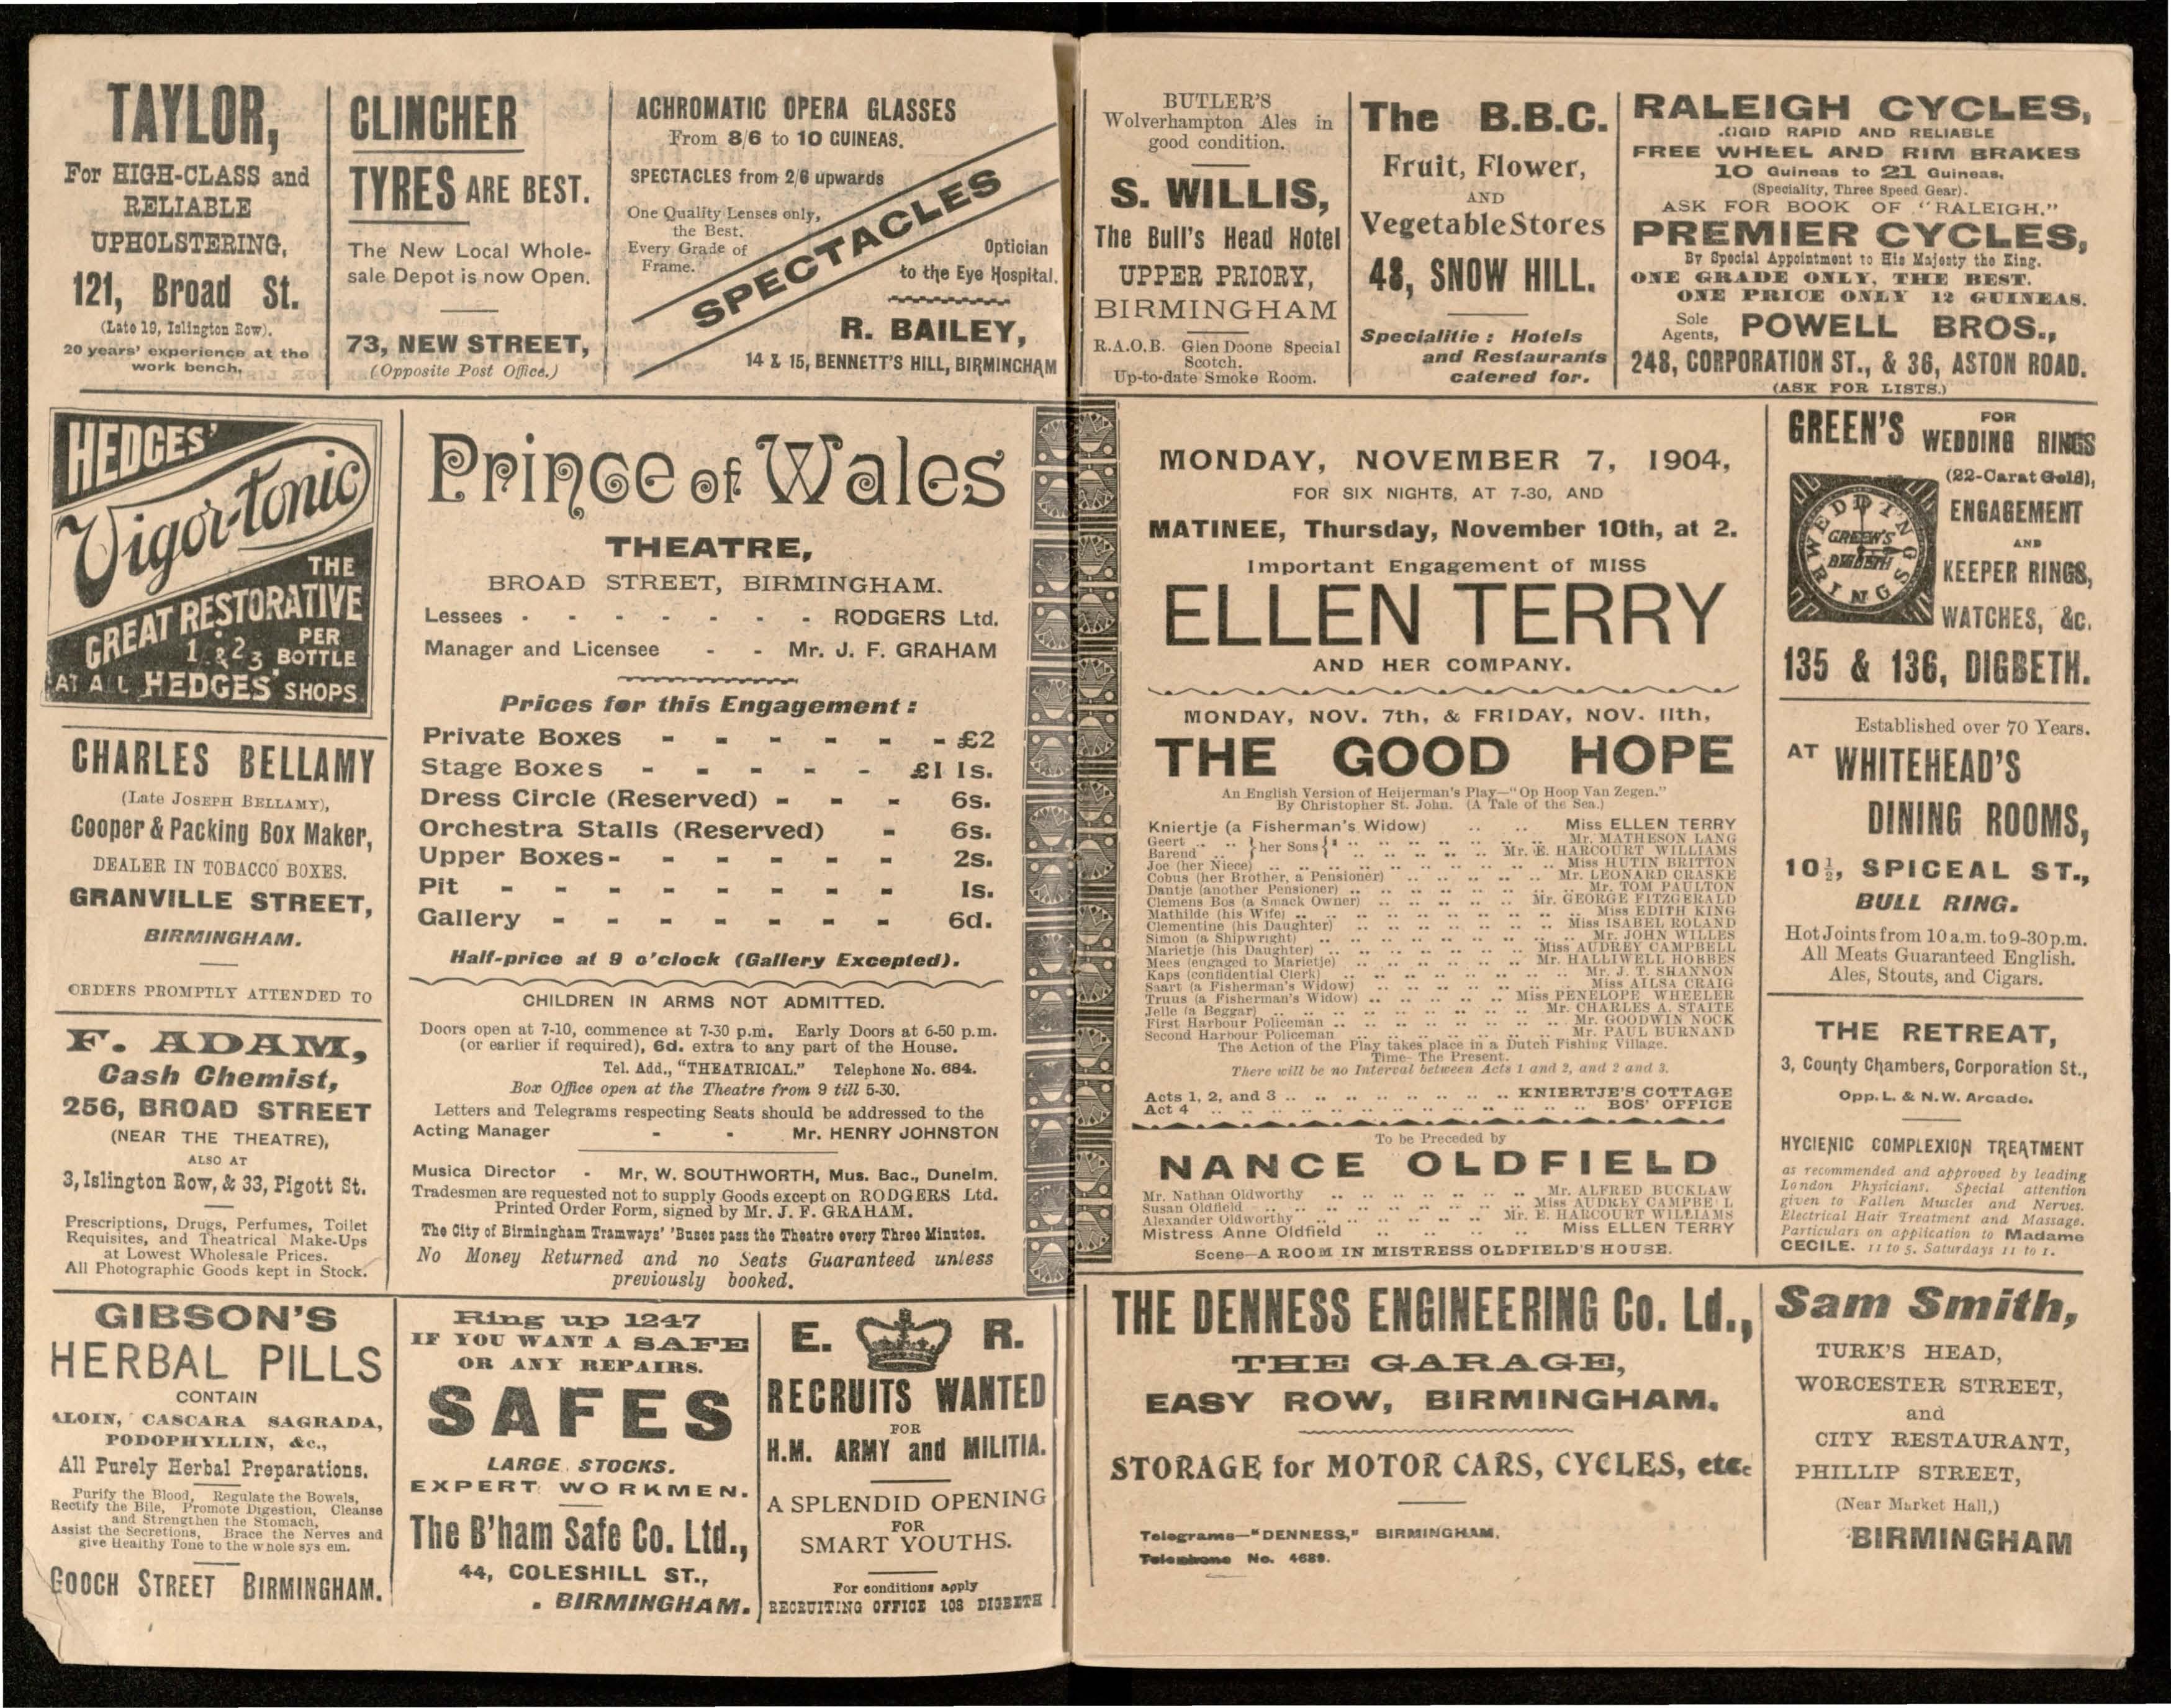 TAYLOR,
For HIGH-CLASS and
RELIABLE
UPHOLSTERING,
121, Broad St.
(Late 19, Islington Row).
20 years' experience at the
work bench.
CLINCHER
TYRES ARE BEST.
The New Local Whole-
sale Depot is now Open.
73, NEW STREET,
(Opposite Post Office.)
ACHROMATIC OPERA GLASSES
From 8/6 to 10 GUINEAS.
SPECTACLES from 2/6 upwards
One Quality Lenses only,
the Best.
Every Grade of
Frame.
SPECTACLES
Optician
to the Eye Hospital.
R. BAILEY,
14 & 15, BENNETT'S HILL, BIRMINGHAM
HEDGES'
Vigor-tonic
THE
GREAT RESTORATIVE
1/- & 2/3 PER
BOTTLE
AT ALL HEDGES' SHOPS
CHARLES BELLAMY
(Late JOSEPH BELLAMY),
Cooper & Packing Box Maker,
DEALER IN TOBACCO BOXES.
GRANVILLE STREET,
BIRMINGHAM.
ORDERS PROMPTLY ATTENDED TO
F. ADAM,
Cash Chemist,
256, BROAD STREET
(NEAR THE THEATRE),
ALSO AT
3, Islington Row, & 33, Pigott St.
Prescriptions, Drugs, Perfumes, Toilet
Requisites, and Theatrical Make-Ups
at Lowest Wholesale Prices.
All Photographic Goods kept in Stock.
Prince of Wales
THEATRE,
BROAD STREET, BIRMINGHAM.
Lessees - - - - - - - RODGERS Ltd.
Manager and Licensee - - Mr. J. F. GRAHAM
Prices for this Engagement:
Private Boxes - - - - - - £2
Stage Boxes - - - - - £1 1s.
Dress Circle (Reserved) - - - 6s.
Orchestra Stalls (Reserved) - 6s.
Upper Boxes - - - - - - 2s.
Pit - - - - - - - - 1s.
Gallery - - - - - - - 6d.
Half-price at 9 o'clock (Gallery Excepted).
CHILDREN IN ARMS NOT ADMITTED.
Doors open at 7-10, commence at 7-30 p.m. Early Doors at 6-50 p.m.
(or earlier if required), 6d. extra to any part of the House.
Tel. Add., "THEATRICAL." Telephone No. 684.
Box Office open at the Theatre from 9 till 5-30.
Letters and Telegrams respecting Seats should be addressed to the
Acting Manager - - Mr. HENRY JOHNSTON
Musica Director - Mr. W. SOUTHWORTH, Mus. Bac., Dunelm.
Tradesmen are requested not to supply Goods except on RODGERS Ltd.
Printed Order Form, signed by Mr. J. F. GRAHAM.
The City of Birmingham Tramways' 'Buses pass the Theatre every Three Minutes.
No Money Returned and no Seats Guaranteed unless
previously booked.
GIBSON'S
HERBAL PILLS
CONTAIN
ALOIN, CASCARA SAGRADA,
PODOPHYLLIN, &c.,
All Purely Herbal Preparations.
Purify the Blood, Regulate the Bowels,
Rectify the Bile, Promote Digestion, Cleanse
and Strengthen the Stomach,
Assist the Secretions, Brace the Nerves and
give Healthy Tone to the whole sys em.
GOOCH STREET BIRMINGHAM.
Ring up 1247
IF YOU WANT A SAFE
OR ANY REPAIRS.
SAFES
LARGE STOCKS.
EXPERT WORKMEN.
The B'ham Safe Co. Ltd.,
44, COLESHILL ST.,
BIRMINGHAM.
E. R.
RECRUITS WANTED
FOR
H.M. ARMY and MILITIA.
A SPLENDID OPENING
FOR
SMART YOUTHS.
For conditions apply
RECRUITING OFFICE 108 DIGBETH
BUTLER'S
Wolverhampton Ales in
good condition.
S. WILLIS,
The Bull's Head Hotel
UPPER PRIORY,
BIRMINGHAM
R.A.O.B. Glen Doone Special
Scotch.
Up-to-date Smoke Room.
The B.B.C.
Fruit, Flower,
AND
Vegetable Stores
48, SNOW HILL.
Specialitie: Hotels
and Restaurants
catered for.
RALEIGH CYCLES,
RIGID RAPID AND RELIABLE
FREE WHEEL AND RIM BRAKES
10 Guineas to 21 Guineas,
(Speciality, Three Speed Gear).
ASK FOR BOOK OF "RALEIGH."
PREMIER CYCLES,
By Special Appointment to His Majesty the King.
ONE GRADE ONLY, THE BEST.
ONE PRICE ONLY 12 GUINEAS.
Sole
Agents, POWELL BROS.,
248, CORPORATION ST., & 36, ASTON ROAD.
(ASK FOR LISTS.)
MONDAY, NOVEMBER 7, 1904,
FOR SIX NIGHTS, AT 7-30, AND
MATINEE, Thursday, November 10th, at 2.
Important Engagement of MISS
ELLEN TERRY
AND HER COMPANY.
MONDAY, NOV. 7th, & FRIDAY, NOV. 11th,
THE GOOD HOPE
An English Version of Heijerman's Play—"Op Hoop Van Zegen."
By Christopher St. John. (A Tale of the Sea.)
Kniertje (a Fisherman's Widow) .. .. Miss ELLEN TERRY
Geert .. .. } her Sons { .. .. Mr. MATHESON LANG
Barend .. .. .. .. Mr. E. HARCOURT WILLIAMS
Joe (her Niece) .. .. Miss HUTIN BRITTON
Cobus (her Brother, a Pensioner) .. .. Mr. LEONARD CRASKE
Dantje (another Pensioner) .. .. Mr. TOM PAULTON
Clemens Bos (a Smack Owner) .. .. Mr. GEORGE FITZGERALD
Mathilde (his Wife) .. .. Miss EDITH KING
Clementine (his Daughter) .. .. Miss ISABEL ROLAND
Simon (a Shipwright) .. .. Mr. JOHN WILLES
Marietje (his Daughter) .. .. Miss AUDREY CAMPBELL
Mees (engaged to Marietje) .. .. Mr. HALLIWELL HOBBES
Kaps (confidential Clerk) .. .. Mr. J. T. SHANNON
Saart (a Fisherman's Widow) .. .. Miss AILSA CRAIG
Truus (a Fisherman's Widow) .. .. Miss PENELOPE WHEELER
Jelle (a Beggar) .. .. Mr. CHARLES A. STAITE
First Harbour Policeman .. .. Mr. GOODWIN NOCK
Second Harbour Policeman .. .. Mr. PAUL BURNAND
The Action of the Play takes place in a Dutch Fishing Village.
Time—The Present.
There will be no Interval between Acts 1 and 2, and 2 and 3.
Acts 1, 2, and 3 .. .. KNIERTJE'S COTTAGE
Act 4 .. .. BOS' OFFICE
To be Preceded by
NANCE OLDFIELD
Mr. Nathan Oldworthy .. .. Mr. ALFRED BUCKLAW
Susan Oldfield .. .. Miss AUDREY CAMPBE L
Alexander Oldworthy .. .. Mr. E. HARCOURT WILLIAMS
Mistress Anne Oldfield .. .. Miss ELLEN TERRY
Scene—A ROOM IN MISTRESS OLDFIELD'S HOUSE.
GREEN'S FOR
WEDDING RINGS
(22-Carat Gold),
ENGAGEMENT
AND
KEEPER RINGS,
WATCHES, &c.
WEDDING RINGS
GREEN'S
DIGBETH
135 & 136, DIGBETH.
Established over 70 Years.
AT WHITEHEAD'S
DINING ROOMS,
10½, SPICEAL ST.,
BULL RING.
Hot Joints from 10 a.m. to 9-30 p.m.
All Meats Guaranteed English.
Ales, Stouts, and Cigars.
THE RETREAT,
3, County Chambers, Corporation St.,
Opp. L. & N.W. Arcade.
HYGIENIC COMPLEXION TREATMENT
as recommended and approved by leading
London Physicians. Special attention
given to Fallen Muscles and Nerves.
Electrical Hair Treatment and Massage.
Particulars on application to Madame
CECILE. 11 to 5. Saturdays 11 to 1.
THE DENNESS ENGINEERING Co. Ld.,
THE GARAGE,
EASY ROW, BIRMINGHAM.
STORAGE for MOTOR CARS, CYCLES, etc.
Telegrams—"DENNESS," BIRMINGHAM.
Telephone No. 4689.
Sam Smith,
TURK'S HEAD,
WORCESTER STREET,
and
CITY RESTAURANT,
PHILLIP STREET,
(Near Market Hall,)
BIRMINGHAM